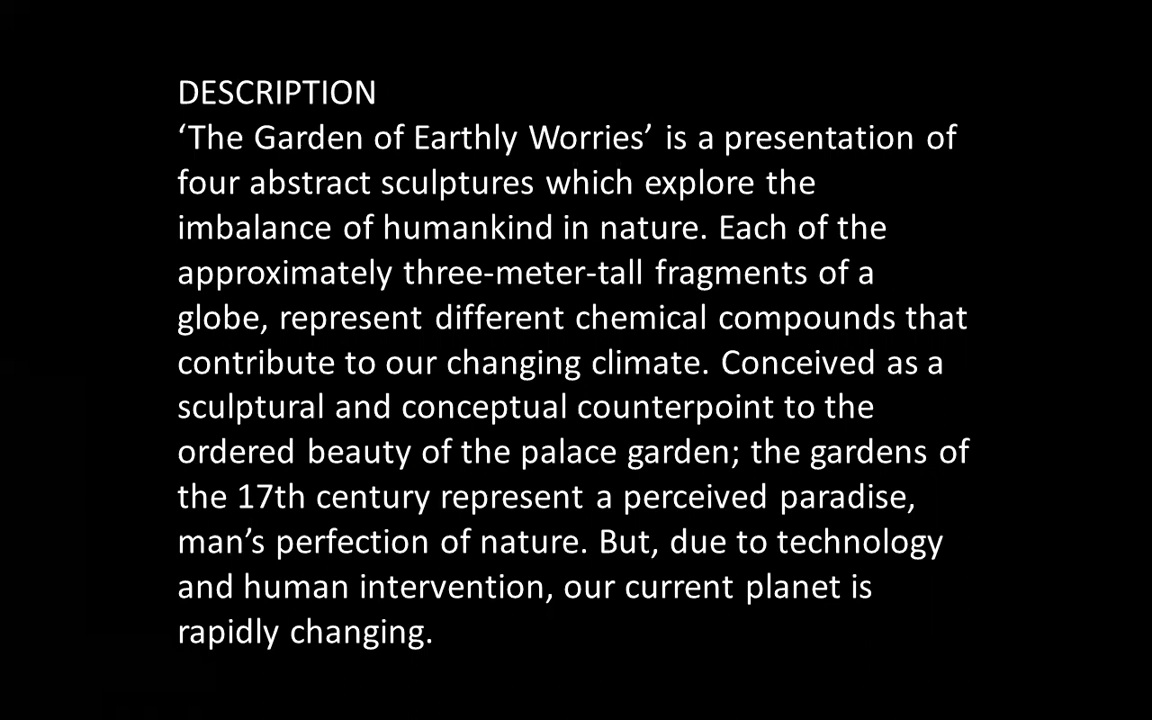 DESCRIPTION
‘The Garden of Earthly Worries’ is a presentation of
four abstract sculptures which explore the
imbalance of humankind in nature. Each of the
approximately three-meter-tall fragments of a
globe, represent different chemical compounds that
contribute to our changing climate. Conceived as a
sculptural and conceptual counterpoint to the
ordered beauty of the palace garden; the gardens of
the 17th century represent a perceived paradise,
man’s perfection of nature. But, due to technology
and human intervention, our current planet is
rapidly changing.